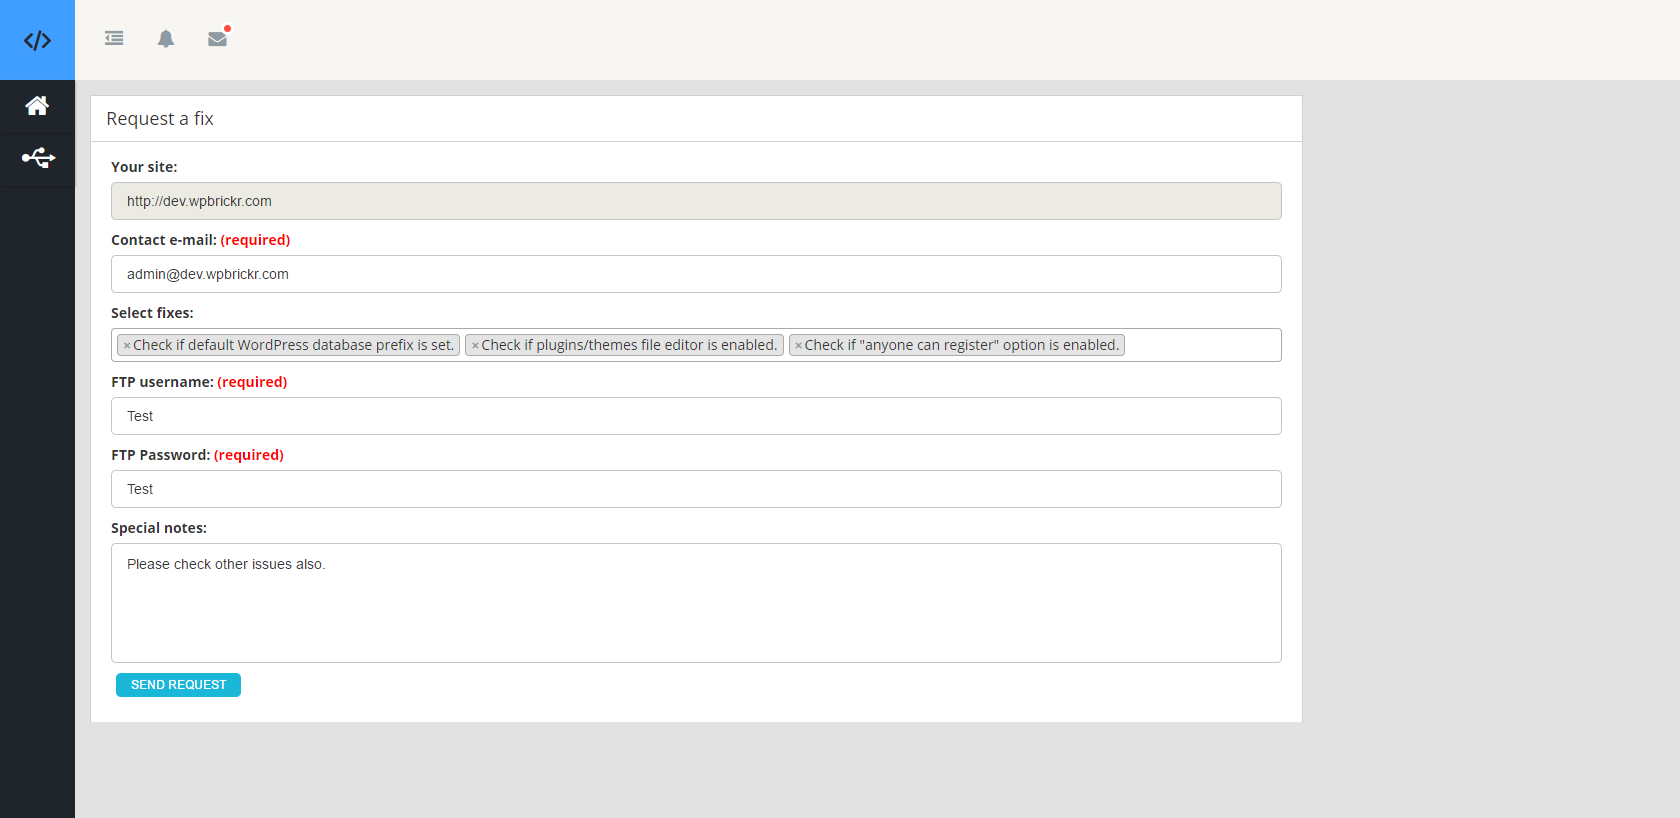 Request a fix
Your site:
http://dev.wpbrickr.com
Contact e-mail: (required)
admin@dev.wpbrickr.com
Select fixes:
×Check if default WordPress database prefix is set. ×Check if plugins/themes file editor is enabled. ×Check if "anyone can register" option is enabled.
FTP username: (required)
Test
FTP Password: (required)
Test
Special notes:
Please check other issues also.
SEND REQUEST